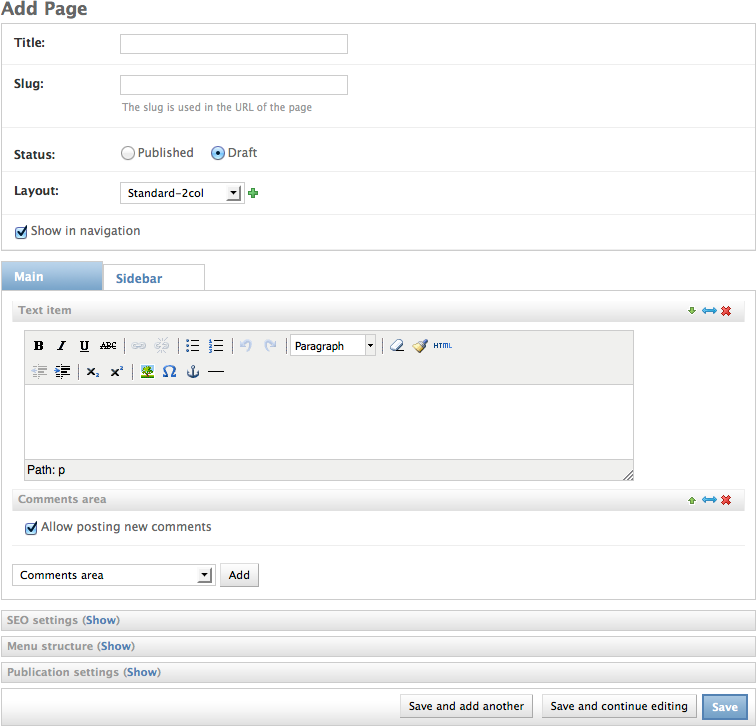 Add Page
Title:
Slug:
The slug is used in the URL of the page
Status: Published Draft
Layout: Standard-2col
Show in navigation
Main Sidebar
Text item
B I U ABC Paragraph HTML
x₂ x² Ω
Path: p
Comments area
Allow posting new comments
Comments area Add
SEO settings (Show)
Menu structure (Show)
Publication settings (Show)
Save and add another Save and continue editing Save